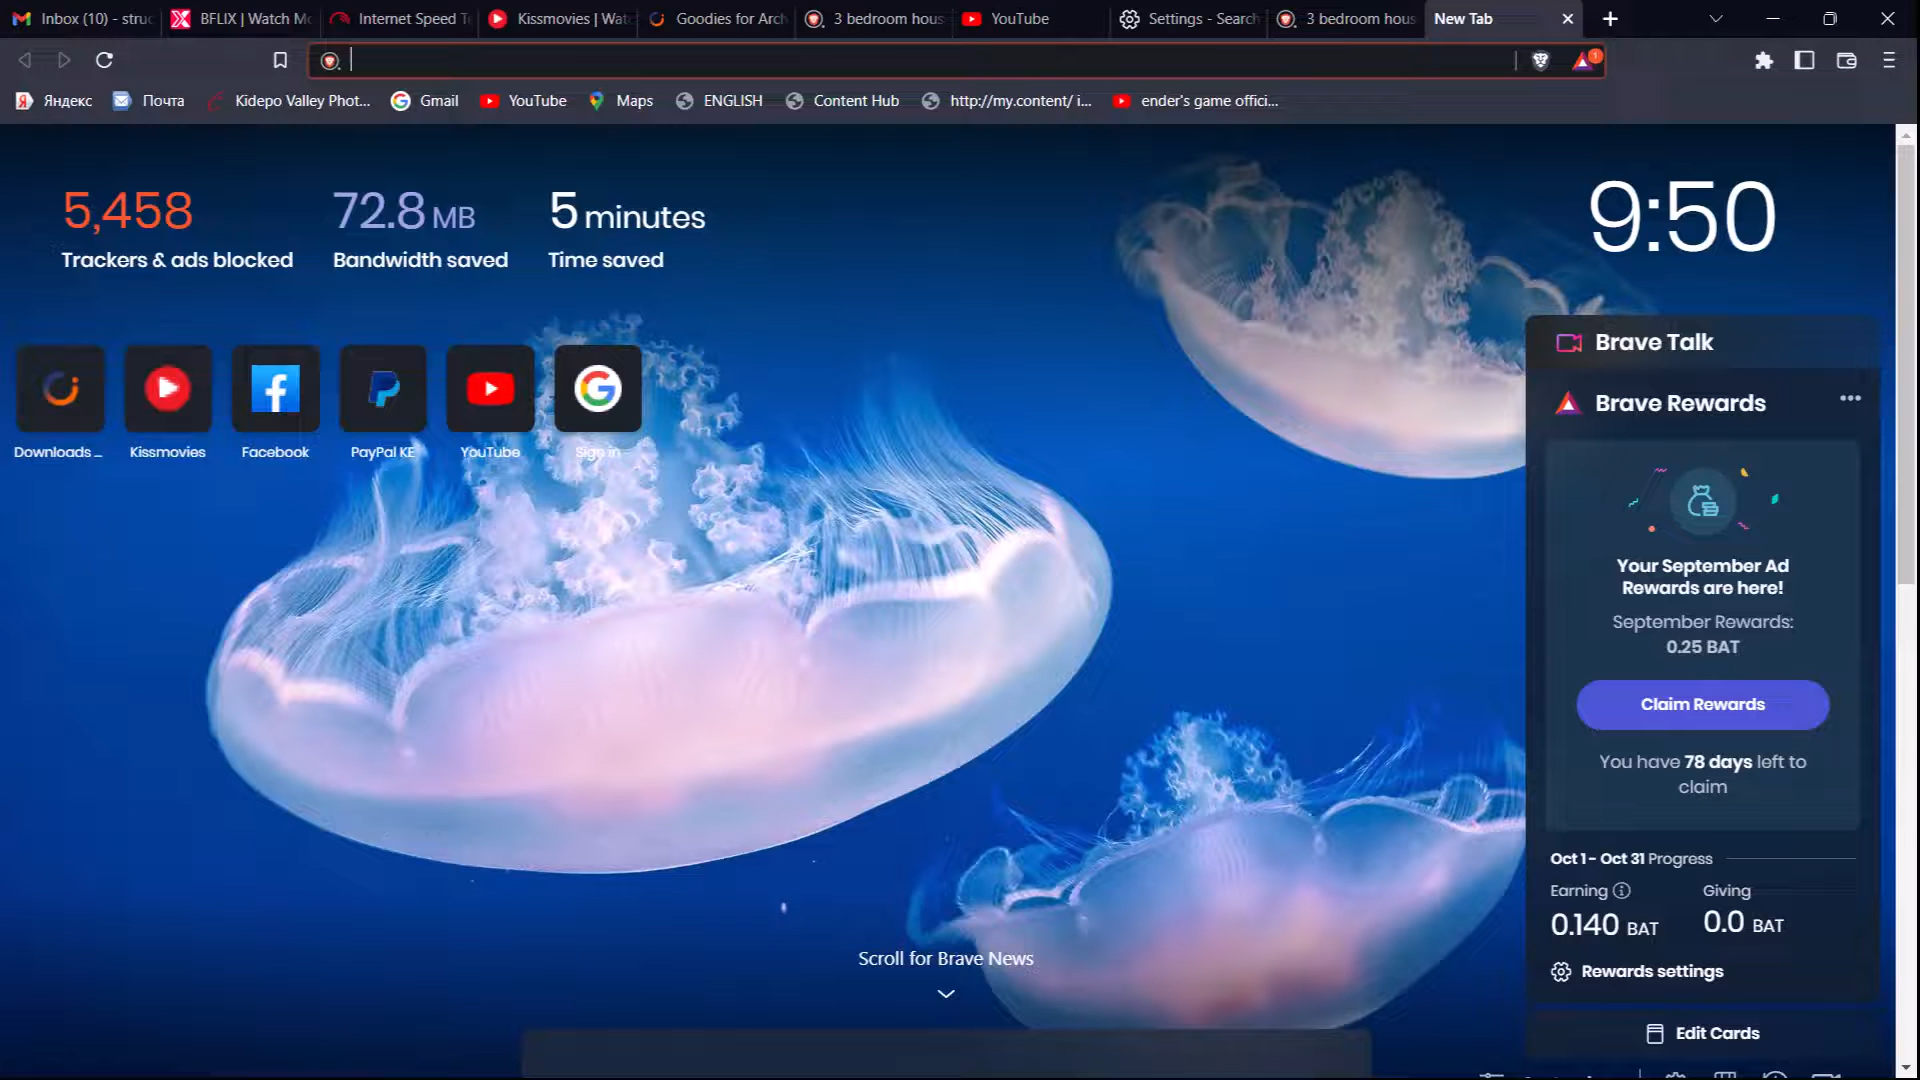 Inbox (10) - struc
BFLIX | Watch Mo
Internet Speed Te
Kissmovies | Wat
Goodies for Arch
3 bedroom hous
YouTube
Settings - Search
3 bedroom hous
New Tab
Яндекс
Почта
Kidepo Valley Phot...
Gmail
YouTube
Maps
ENGLISH
Content Hub
http://my.content/ i...
ender's game offici...
5,458
Trackers & ads blocked
72.8 MB
Bandwidth saved
5 minutes
Time saved
9:50
Downloads ...
Kissmovies
Facebook
PayPal KE
YouTube
Sign in
Brave Talk
Brave Rewards
Your September Ad
Rewards are here!
September Rewards:
0.25 BAT
Claim Rewards
You have 78 days left to
claim
Oct 1 - Oct 31 Progress
Earning
Giving
0.140 BAT
0.0 BAT
Rewards settings
Edit Cards
Scroll for Brave News